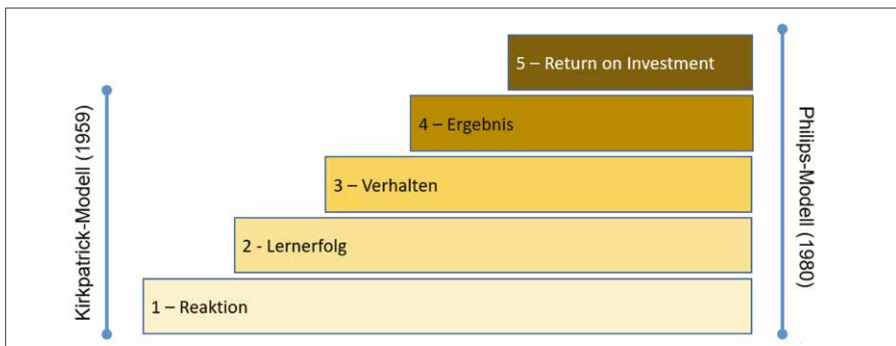 Kirkpatrick-Modell (1959)
5 – Return on Investment
4 – Ergebnis
3 – Verhalten
2 - Lernerfolg
1 – Reaktion
Philips-Modell (1980)